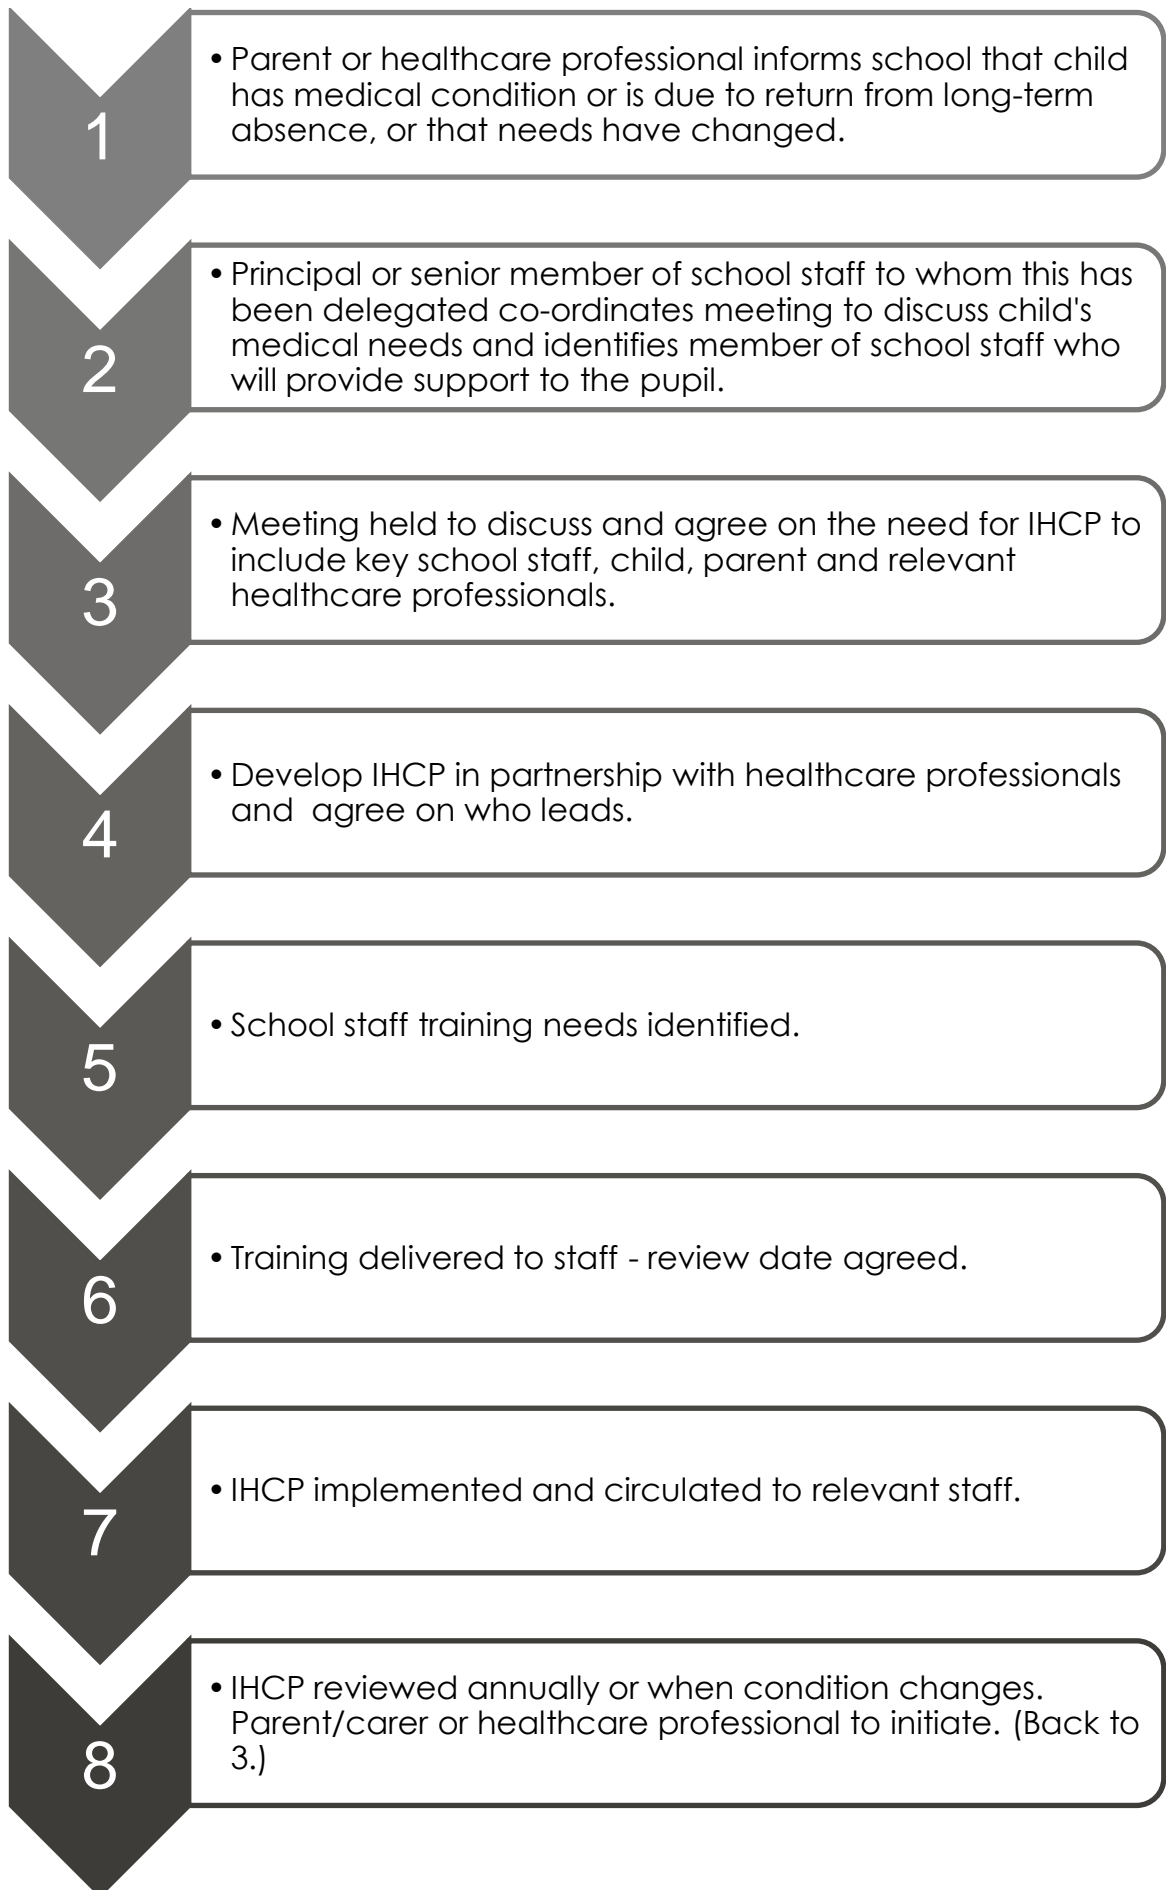 1
• Parent or healthcare professional informs school that child
has medical condition or is due to return from long-term
absence, or that needs have changed.
2
• Principal or senior member of school staff to whom this has
been delegated co-ordinates meeting to discuss child's
medical needs and identifies member of school staff who
will provide support to the pupil.
3
• Meeting held to discuss and agree on the need for IHCP to
include key school staff, child, parent and relevant
healthcare professionals.
4
• Develop IHCP in partnership with healthcare professionals
and  agree on who leads.
5
• School staff training needs identified.
6
• Training delivered to staff - review date agreed.
7
• IHCP implemented and circulated to relevant staff.
8
• IHCP reviewed annually or when condition changes.
Parent/carer or healthcare professional to initiate. (Back to
3.)